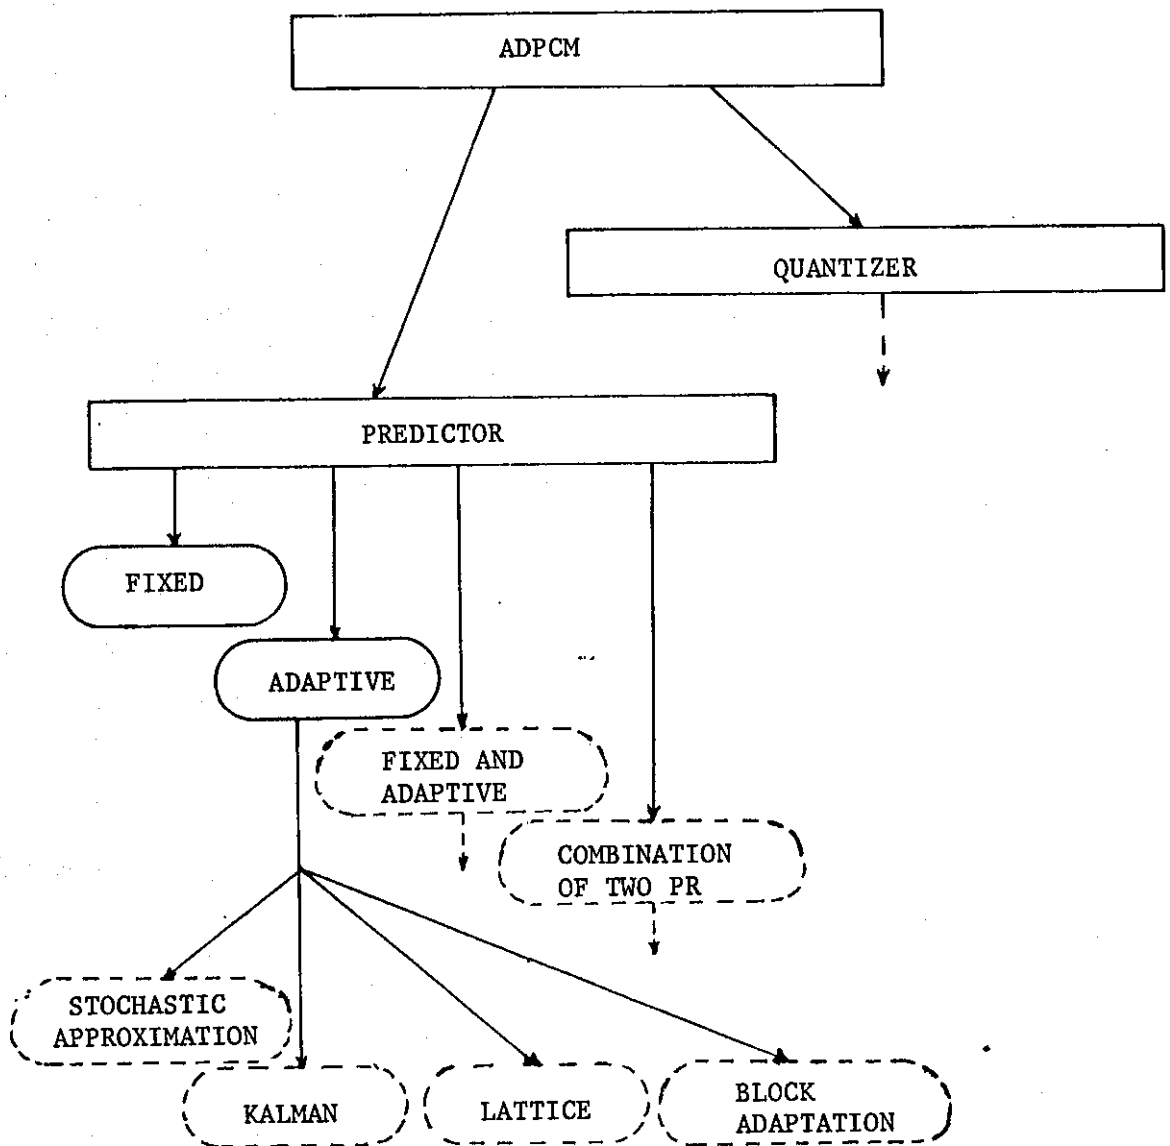 ADPCM
QUANTIZER
PREDICTOR
FIXED
ADAPTIVE
FIXED AND
ADAPTIVE
COMBINATION
OF TWO PR
STOCHASTIC
APPROXIMATION
KALMAN
LATTICE
BLOCK
ADAPTATION